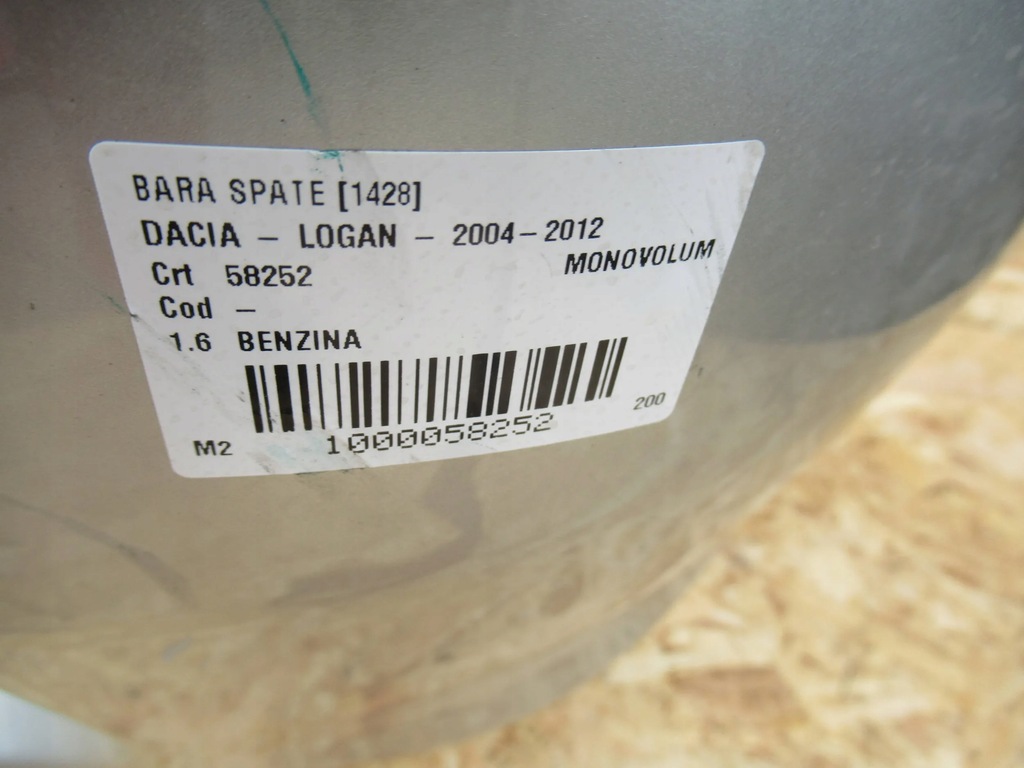 BARA SPATE [1428]
DACIA - LOGAN - 2004-2012
MONOVOLUM
Crt 58252
Cod -
1.6 BENZINA
200
M2 1000058252